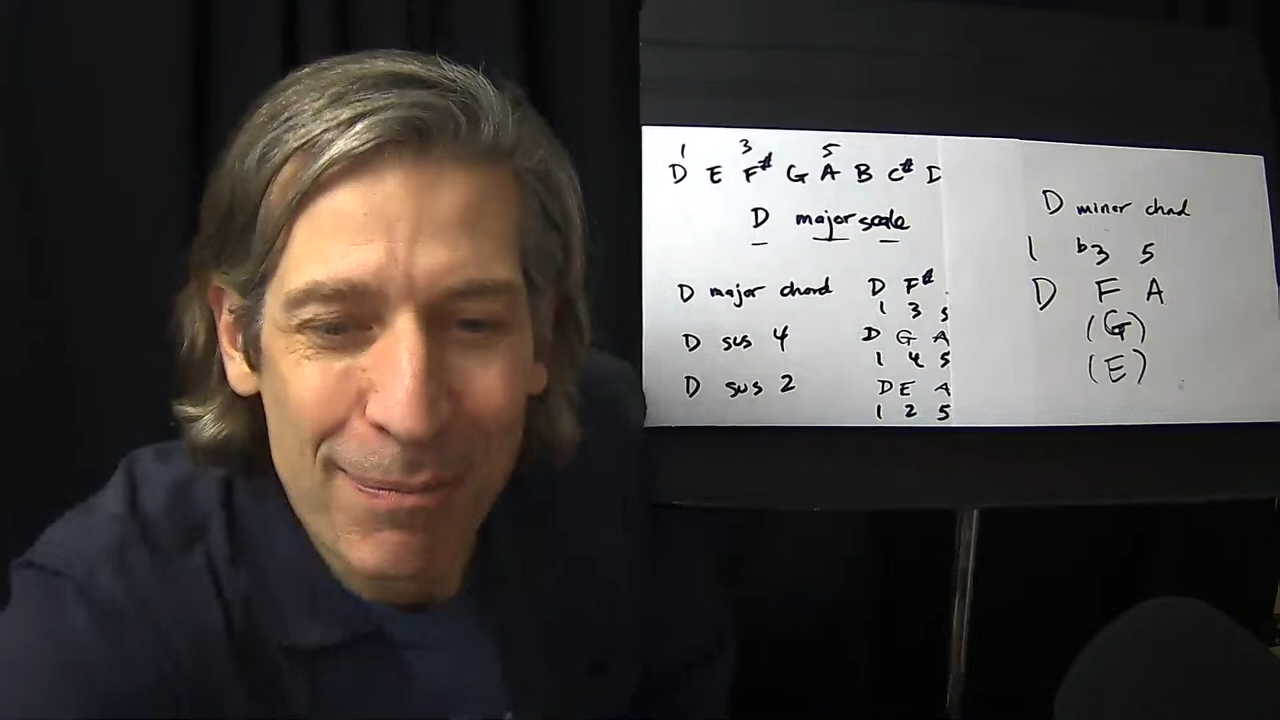 1 3 5
D E F# G A B C# D
D major scale
D major chord D F#
1 3 5
D sus 4 D G A
1 4 5
D sus 2 D E A
1 2 5
D minor chord
1 b3 5
D F A
(G)
(E)